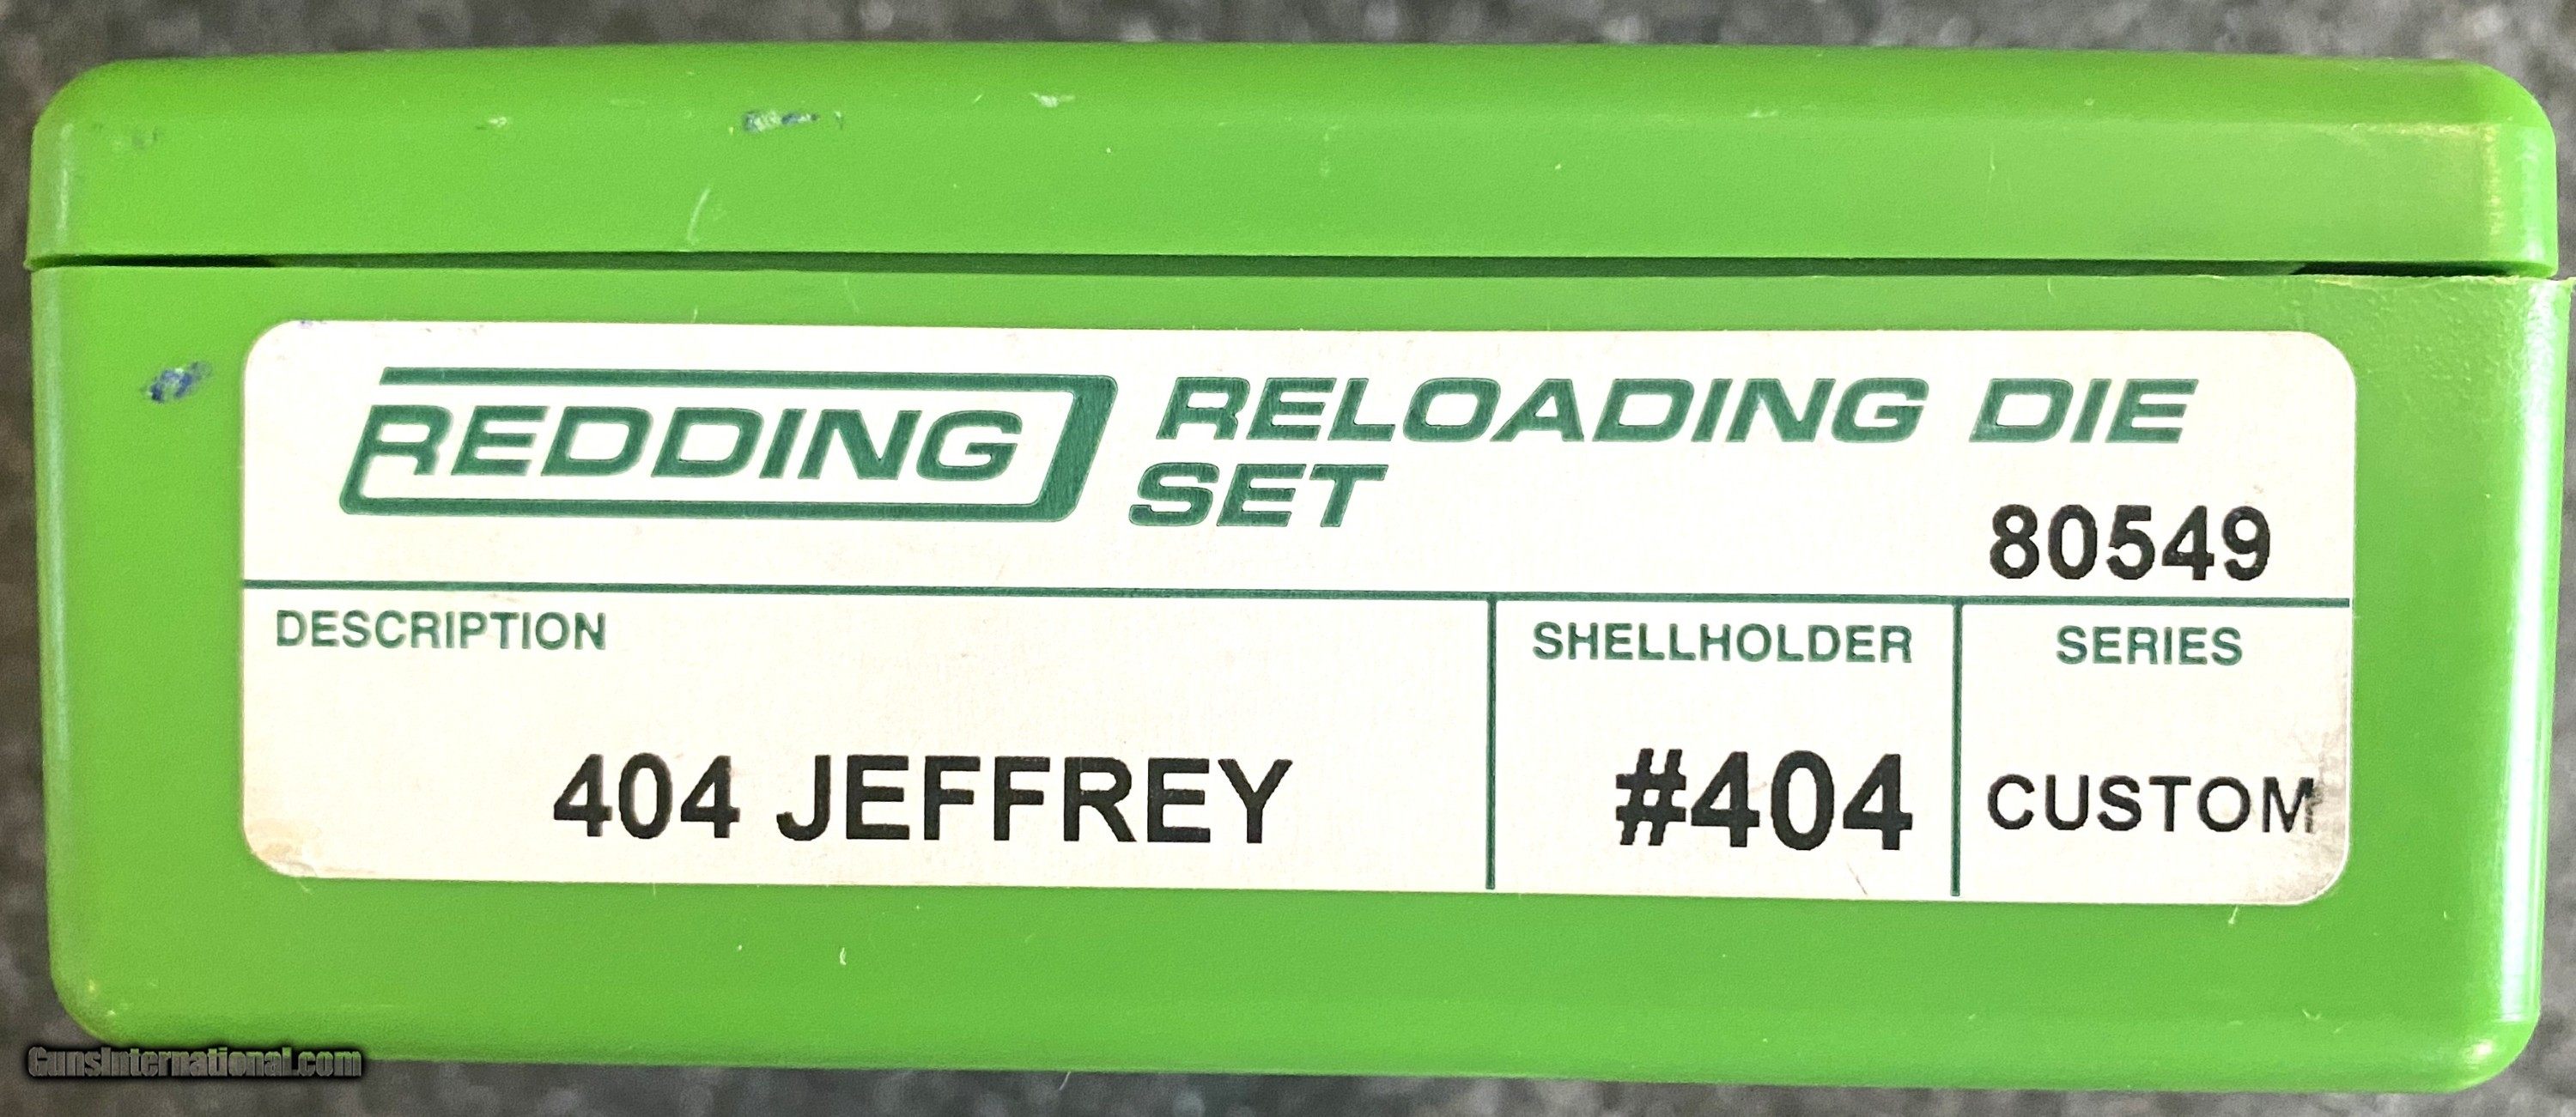 REDDING RELOADING DIE
SET
80549
DESCRIPTION SHELLHOLDER SERIES
404 JEFFREY #404 CUSTOM
GunsInternational.com